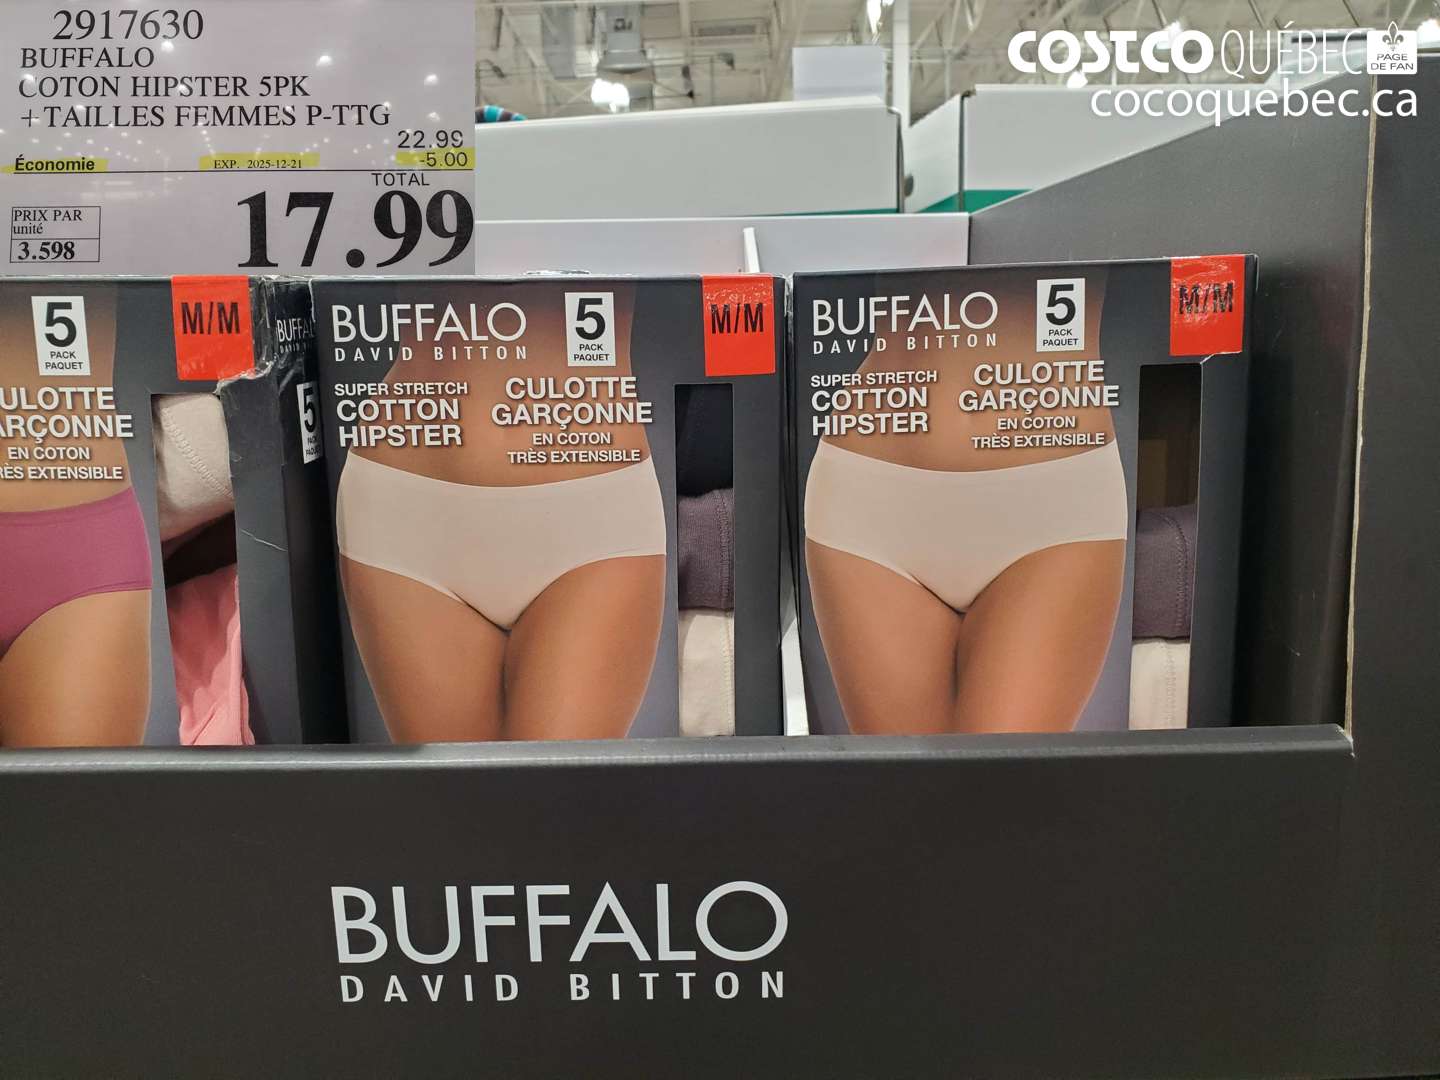 2917630
BUFFALO
COTON HIPSTER 5PK
+TAILLES FEMMES P-TTG
22.99
Économie EXP. 2025-12-21 -5.00
TOTAL
17.99
PRIX PAR
unité
3.598
COSTCO QUÉBEC
PAGE
DE FAN
cocoquebec.ca
5
PACK
PAQUET
M/M
ULOTTE
ARÇONNE
EN COTON
RÈS EXTENSIBLE
BUFFAL
5
BUFFALO
DAVID BITTON
5
PACK
PAQUET
M/M
SUPER STRETCH
COTTON
HIPSTER
CULOTTE
GARÇONNE
EN COTON
TRÈS EXTENSIBLE
BUFFALO
DAVID BITTON
5
PACK
PAQUET
M/M
SUPER STRETCH
COTTON
HIPSTER
CULOTTE
GARÇONNE
EN COTON
TRÈS EXTENSIBLE
BUFFALO
DAVID BITTON